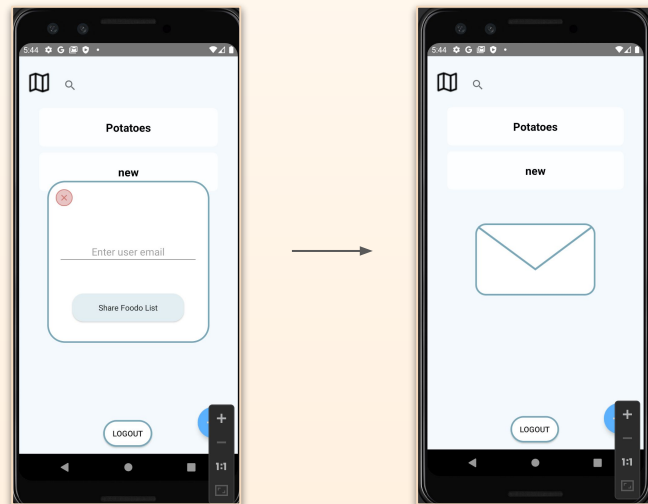 5:44
Potatoes
new
Enter user email
Share Foodo List
LOGOUT
1:1
5:44
Potatoes
new
LOGOUT
1:1